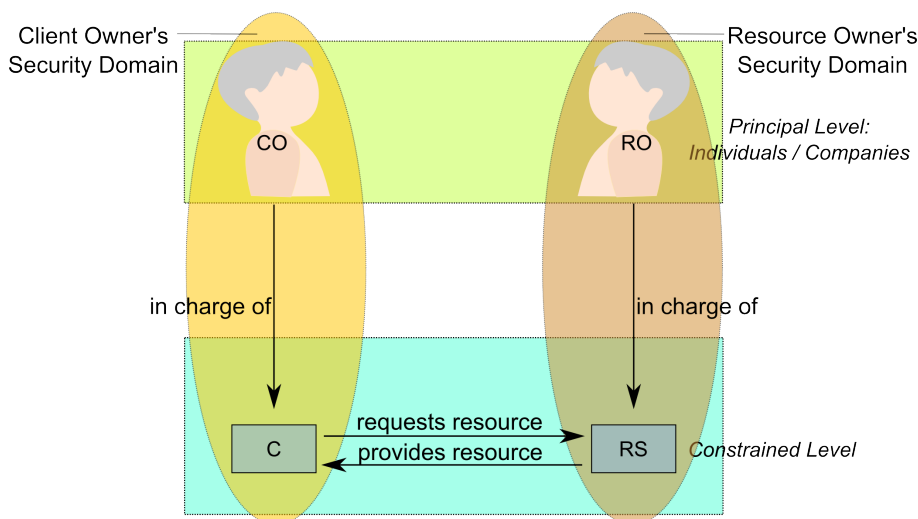 Client Owner's
Security Domain
Resource Owner's
Security Domain
CO
RO
Principal Level:
Individuals / Companies
in charge of
in charge of
requests resource
provides resource
C
RS
Constrained Level